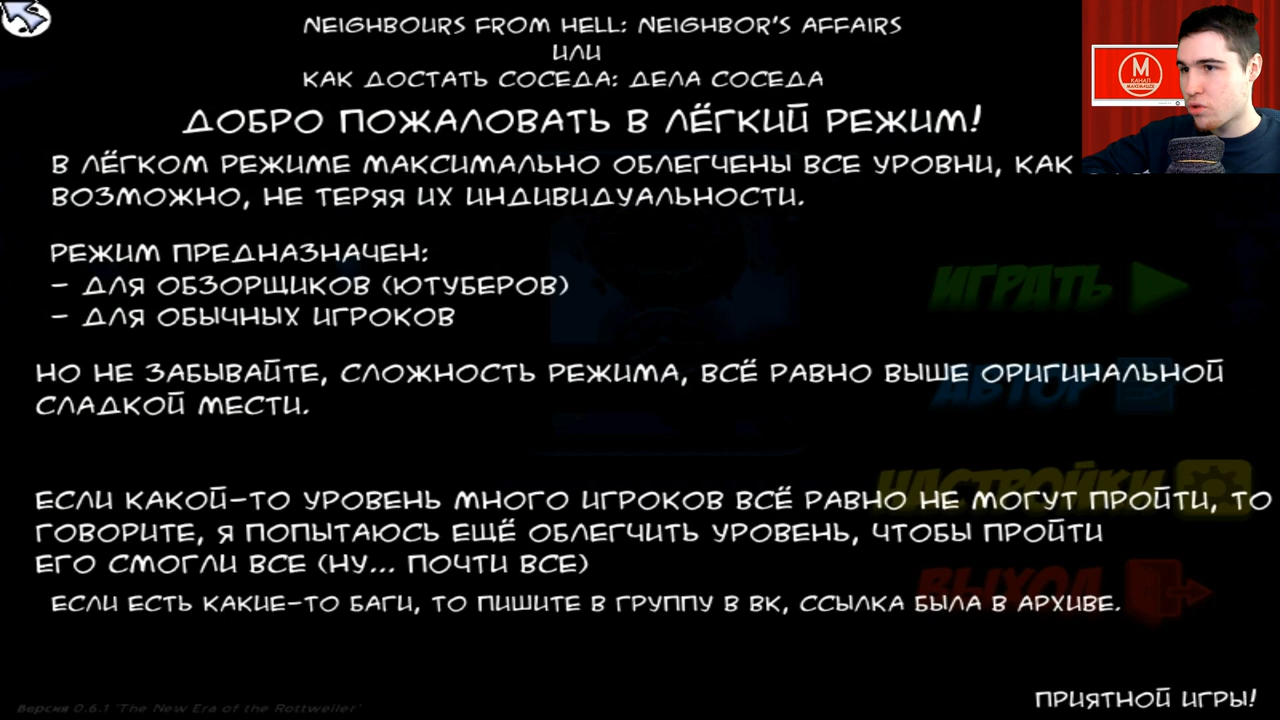 NEIGHBOURS FROM HELL: NEIGHBOR'S AFFAIRS
ИЛИ
КАК ДОСТАТЬ СОСЕДА: ДЕЛА СОСЕДА
ДОБРО ПОЖАЛОВАТЬ В ЛЁГКИЙ РЕЖИМ!
В ЛЁГКОМ РЕЖИМЕ МАКСИМАЛЬНО ОБЛЕГЧЕНЫ ВСЕ УРОВНИ, КАК
ВОЗМОЖНО, НЕ ТЕРЯЯ ИХ ИНДИВИДУАЛЬНОСТИ.
М
КАНАЛ
MAKEMAUZE
РЕЖИМ ПРЕДНАЗНАЧЕН:
- ДЛЯ ОБЗОРЩИКОВ (ЮТУБЕРОВ)
- ДЛЯ ОБЫЧНЫХ ИГРОКОВ
ИГРАТЬ
НО НЕ ЗАБЫВАЙТЕ, СЛОЖНОСТЬ РЕЖИМА, ВСЁ РАВНО ВЫШЕ ОРИГИНАЛЬНОЙ
СЛАДКОЙ МЕСТИ.
АВТОР
НАСТРОЙКИ
ЕСЛИ КАКОЙ-ТО УРОВЕНЬ МНОГО ИГРОКОВ ВСЁ РАВНО НЕ МОГУТ ПРОЙТИ, ТО
ГОВОРИТЕ, Я ПОПЫТАЮСЬ ЕЩЁ ОБЛЕГЧИТЬ УРОВЕНЬ, ЧТОБЫ ПРОЙТИ
ЕГО СМОГЛИ ВСЕ (НУ... ПОЧТИ ВСЕ)
ВЫХОД
ЕСЛИ ЕСТЬ КАКИЕ-ТО БАГИ, ТО ПИШИТЕ В ГРУППУ В ВК, ССЫЛКА БЫЛА В АРХИВЕ.
ПРИЯТНОЙ ИГРЫ!
Версия 0.6.1 'The New Era of the Rottweiler'